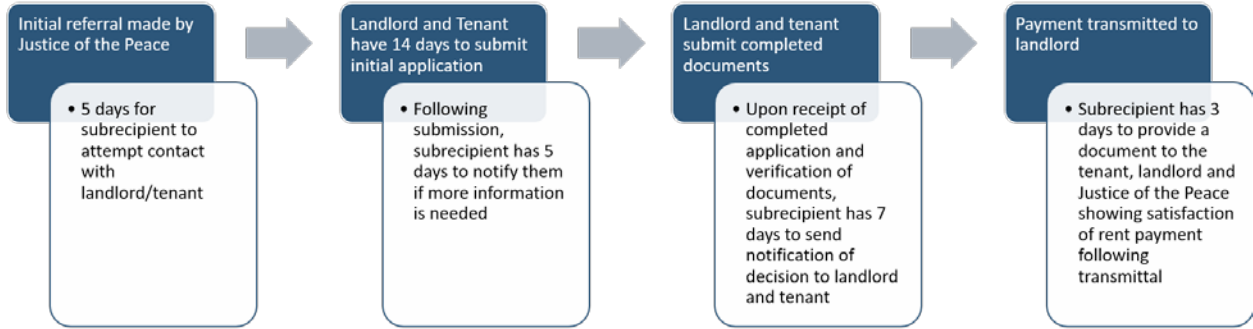 Initial referral made by
Justice of the Peace
• 5 days for
subrecipient to
attempt contact
with
landlord/tenant
Landlord and Tenant
have 14 days to submit
initial application
• Following
submission,
subrecipient has 5
days to notify them
if more information
is needed
Landlord and tenant
submit completed
documents
• Upon receipt of
completed
application and
verification of
documents,
subrecipient has 7
days to send
notification of
decision to landlord
and tenant
Payment transmitted to
landlord
• Subrecipient has 3
days to provide a
document to the
tenant, landlord and
Justice of the Peace
showing satisfaction
of rent payment
following
transmittal